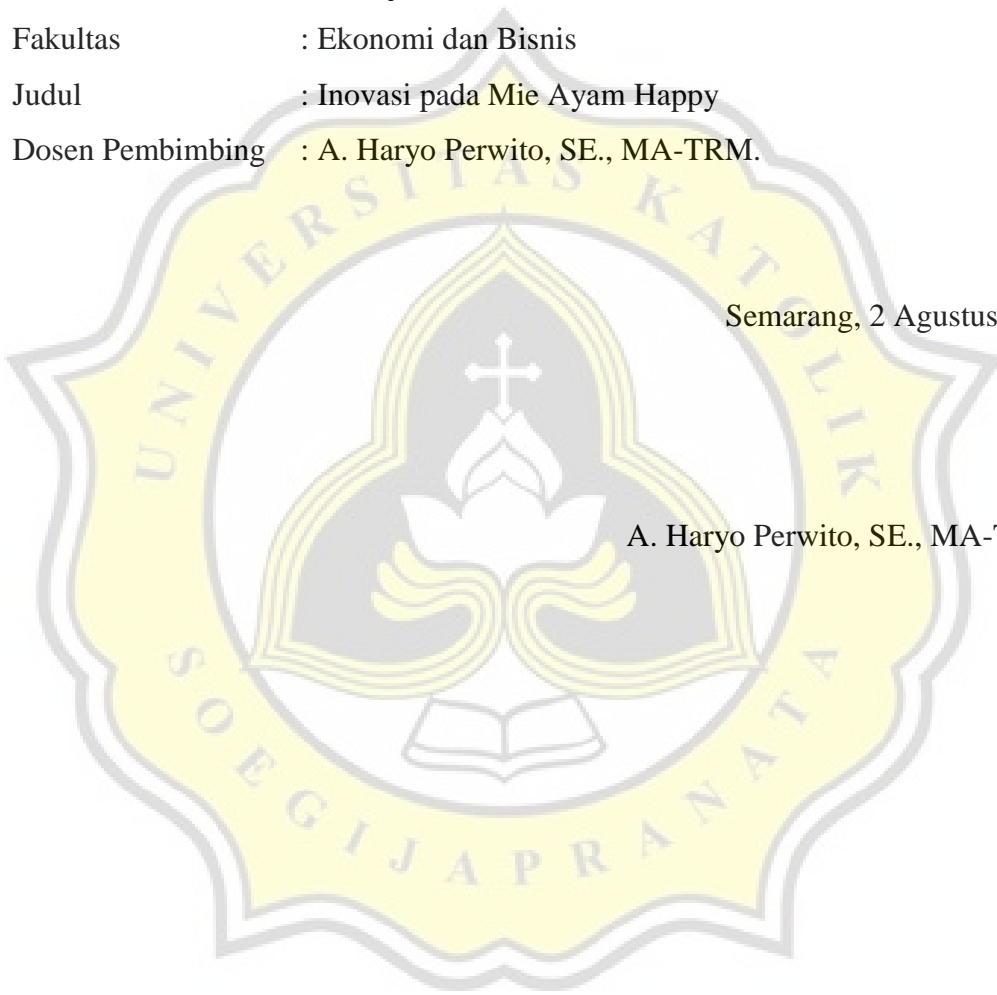 Fakultas : Ekonomi dan Bisnis
Judul : Inovasi pada Mie Ayam Happy
Dosen Pembimbing : A. Haryo Perwito, SE., MA-TRM.
UNIVERSITAS KATOLIK
Semarang, 2 Agustus
A. Haryo Perwito, SE., MA-
SOEGIJAPRANATA